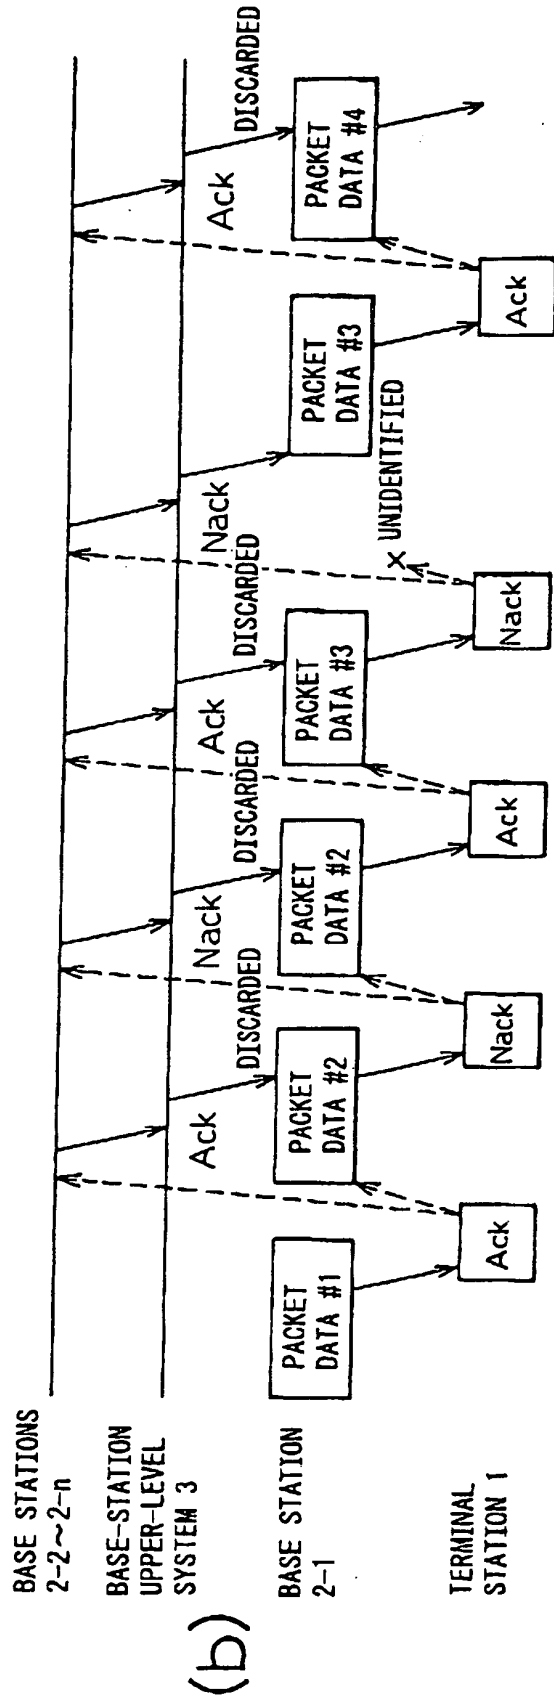 (b)
BASE STATIONS
2-2～2-n
BASE-STATION
UPPER-LEVEL
SYSTEM 3
BASE STATION
2-1
TERMINAL
STATION 1
Ack
DISCARDED
Nack
DISCARDED
Ack
DISCARDED
Nack
Ack
DISCARDED
PACKET
DATA #1
PACKET
DATA #2
PACKET
DATA #2
PACKET
DATA #3
× UNIDENTIFIED
PACKET
DATA #3
PACKET
DATA #4
Ack
Nack
Ack
Nack
Ack